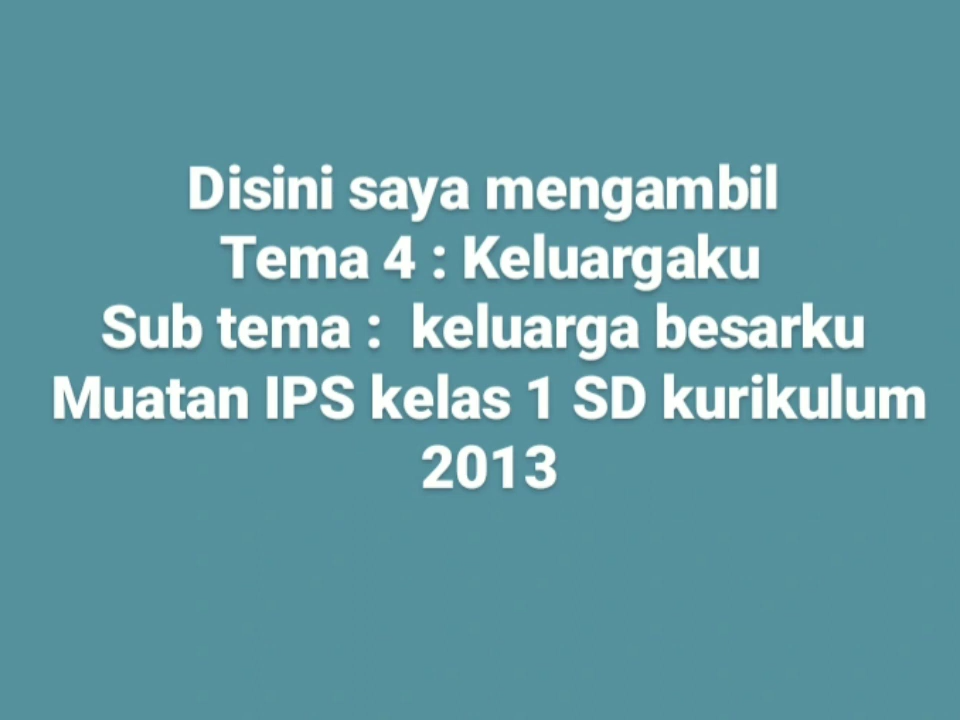 Disini saya mengambil
Tema 4 : Keluargaku
Sub tema : keluarga besarku
Muatan IPS kelas 1 SD kurikulum
2013